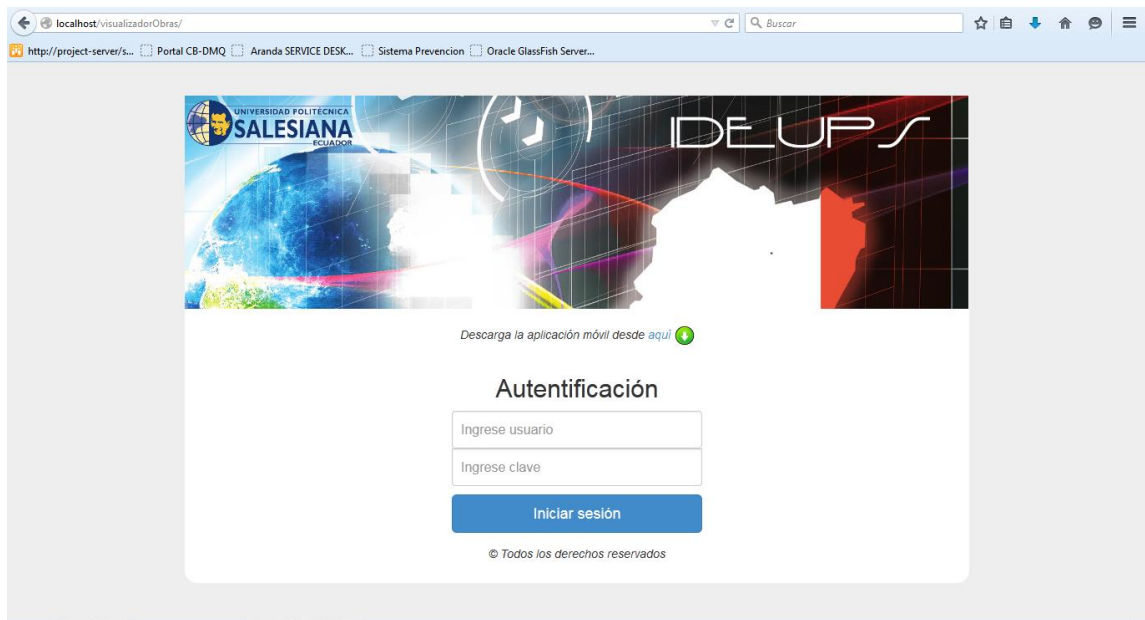 localhost/visualizadorObras/
Buscar
http://project-server/s... Portal CB-DMQ Aranda SERVICE DESK... Sistema Prevencion Oracle GlassFish Server...
UNIVERSIDAD POLITÉCNICA
SALESIANA
ECUADOR
IDE UPS
Descarga la aplicación móvil desde aquí
Autentificación
Ingrese usuario
Ingrese clave
Iniciar sesión
© Todos los derechos reservados